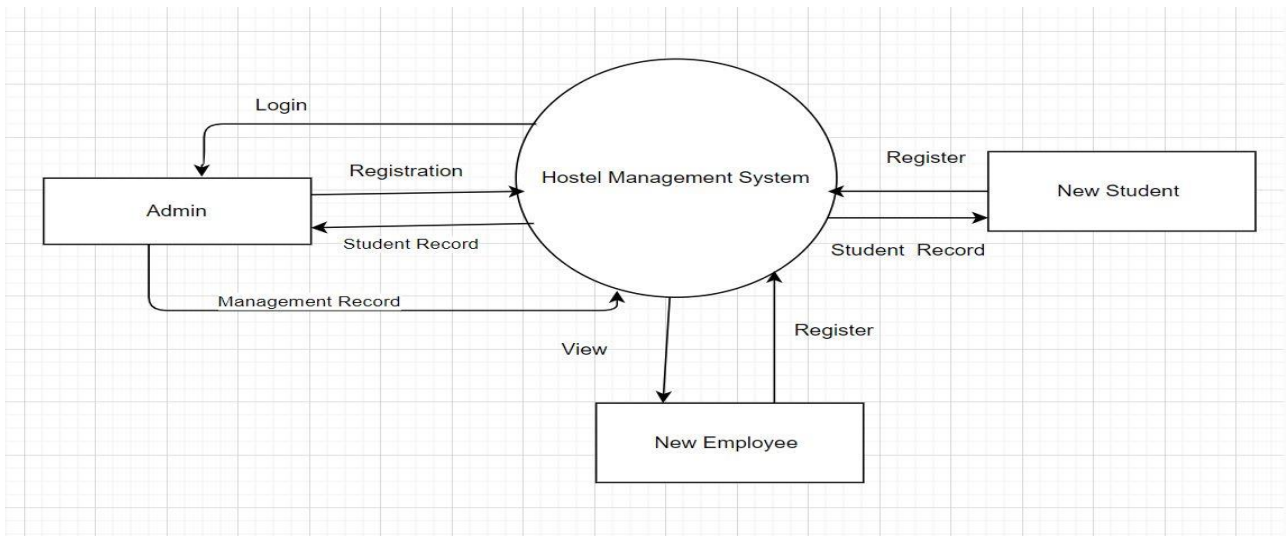 Login
Registration
Hostel Management System
Register
New Student
Admin
Student Record
Student  Record
Management Record
Register
View
New Employee